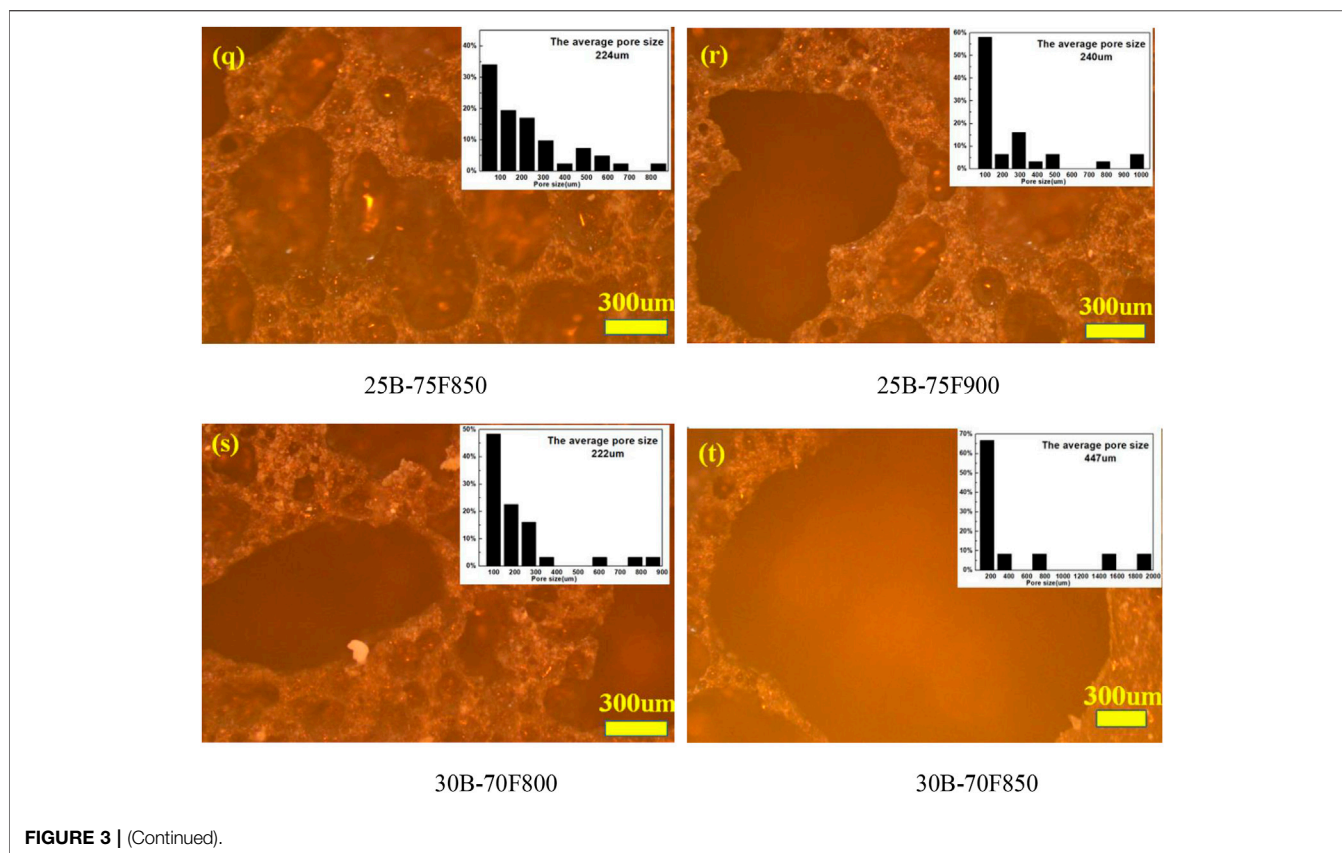 (q)
The average pore size
224um
40%
30%
20%
10%
0%
100 200 300 400 500 600 700 800
Pore size(um)
300um
25B-75F850
(r)
The average pore size
240um
60%
50%
40%
30%
20%
10%
0%
100 200 300 400 500 600 700 800 900 1000
Pore size(um)
300um
25B-75F900
(s)
The average pore size
222um
50%
40%
30%
20%
10%
0%
100 200 300 400 500 600 700 800 900
Pore size(um)
300um
30B-70F800
(t)
The average pore size
447um
70%
60%
50%
40%
30%
20%
10%
0%
200 400 600 800 1000 1200 1400 1600 1800 2000
Pore size(um)
300um
30B-70F850
FIGURE 3 | (Continued).